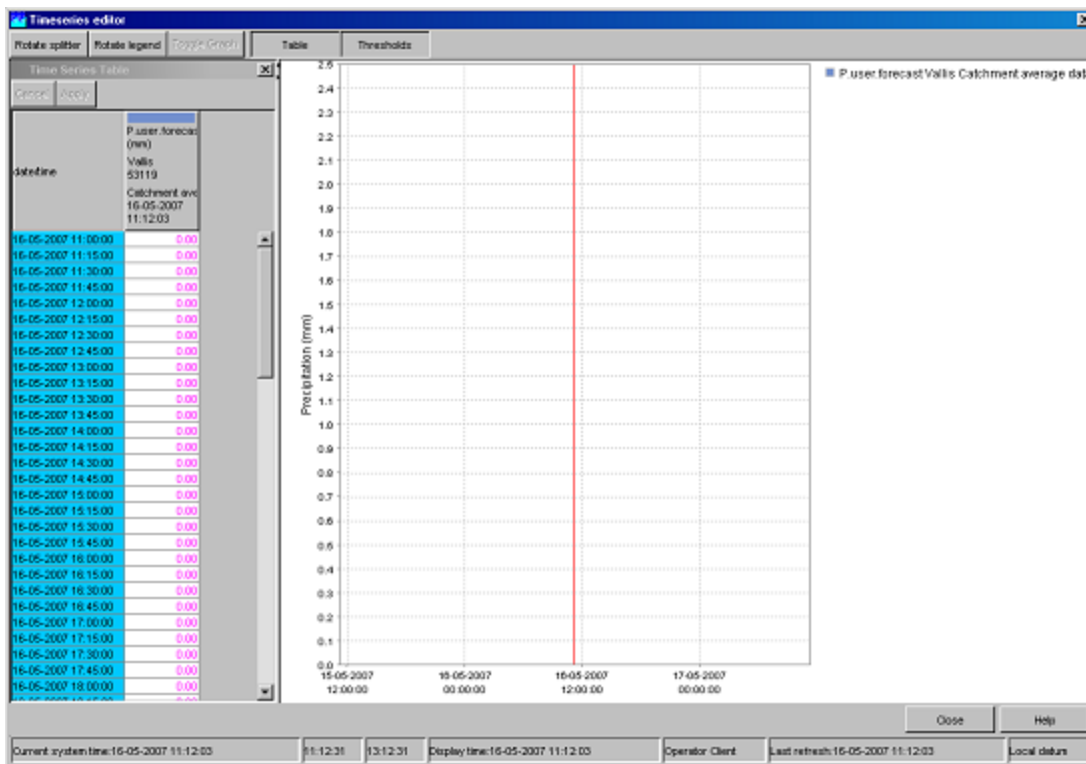 Timeseries editor
Rotate splitter Rotate legend Toggle Graph Table Thresholds
Time Series Table
Cancel Apply
date/time
P.user.forecas
(mm)
Vallis
53119
Catchment ave
16-05-2007
11:12:03
16-05-2007 11:00:00 0.00
16-05-2007 11:15:00 0.00
16-05-2007 11:30:00 0.00
16-05-2007 11:45:00 0.00
16-05-2007 12:00:00 0.00
16-05-2007 12:15:00 0.00
16-05-2007 12:30:00 0.00
16-05-2007 12:45:00 0.00
16-05-2007 13:00:00 0.00
16-05-2007 13:15:00 0.00
16-05-2007 13:30:00 0.00
16-05-2007 13:45:00 0.00
16-05-2007 14:00:00 0.00
16-05-2007 14:15:00 0.00
16-05-2007 14:30:00 0.00
16-05-2007 14:45:00 0.00
16-05-2007 15:00:00 0.00
16-05-2007 15:15:00 0.00
16-05-2007 15:30:00 0.00
16-05-2007 15:45:00 0.00
16-05-2007 16:00:00 0.00
16-05-2007 16:15:00 0.00
16-05-2007 16:30:00 0.00
16-05-2007 16:45:00 0.00
16-05-2007 17:00:00 0.00
16-05-2007 17:15:00 0.00
16-05-2007 17:30:00 0.00
16-05-2007 17:45:00 0.00
16-05-2007 18:00:00 0.00
Precipitation (mm)
2.5
2.4
2.3
2.2
2.1
2.0
1.9
1.8
1.7
1.6
1.5
1.4
1.3
1.2
1.1
1.0
0.9
0.8
0.7
0.6
0.5
0.4
0.3
0.2
0.1
0.0
15-05-2007 16-05-2007 16-05-2007 17-05-2007
12:00:00 00:00:00 12:00:00 00:00:00
P.user.forecast Vallis Catchment average dat
Close Help
Current system time:16-05-2007 11:12:03 11:12:31 13:12:31 Display time:16-05-2007 11:12:03 Operator Client Last refresh:16-05-2007 11:12:03 Local datum